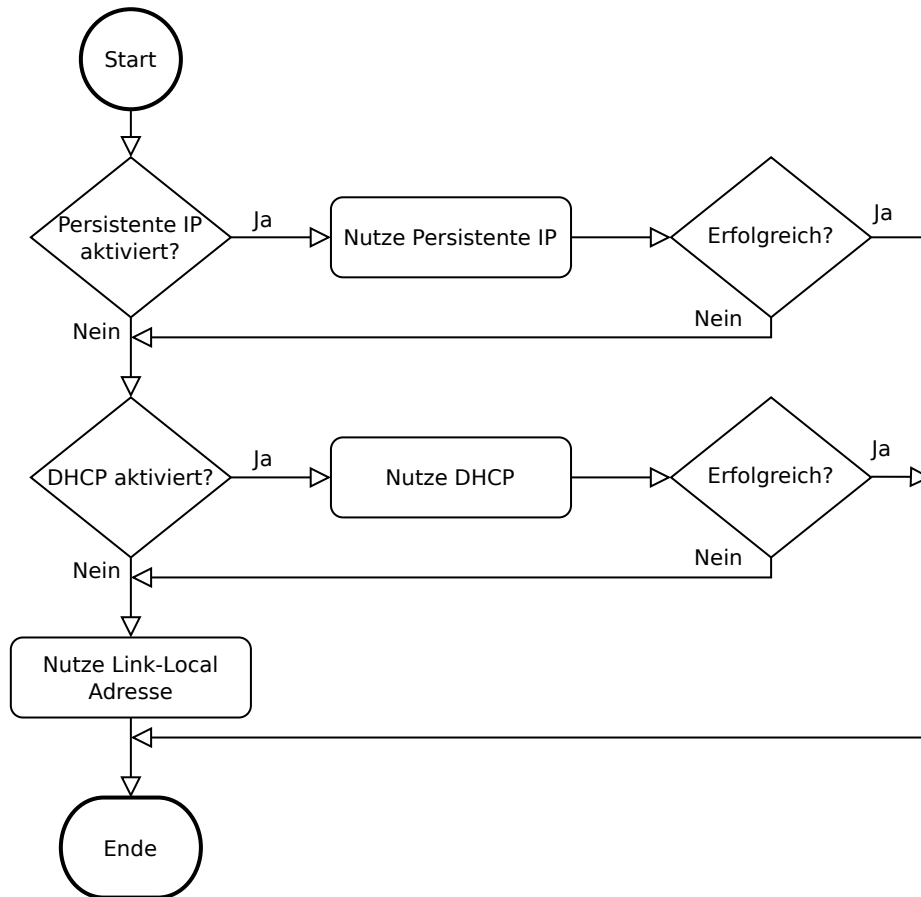 Start
Persistente IP
aktiviert?
Ja
Nutze Persistente IP
Erfolgreich?
Ja
Nein
Nein
DHCP aktiviert?
Ja
Nutze DHCP
Erfolgreich?
Ja
Nein
Nein
Nutze Link-Local
Adresse
Ende